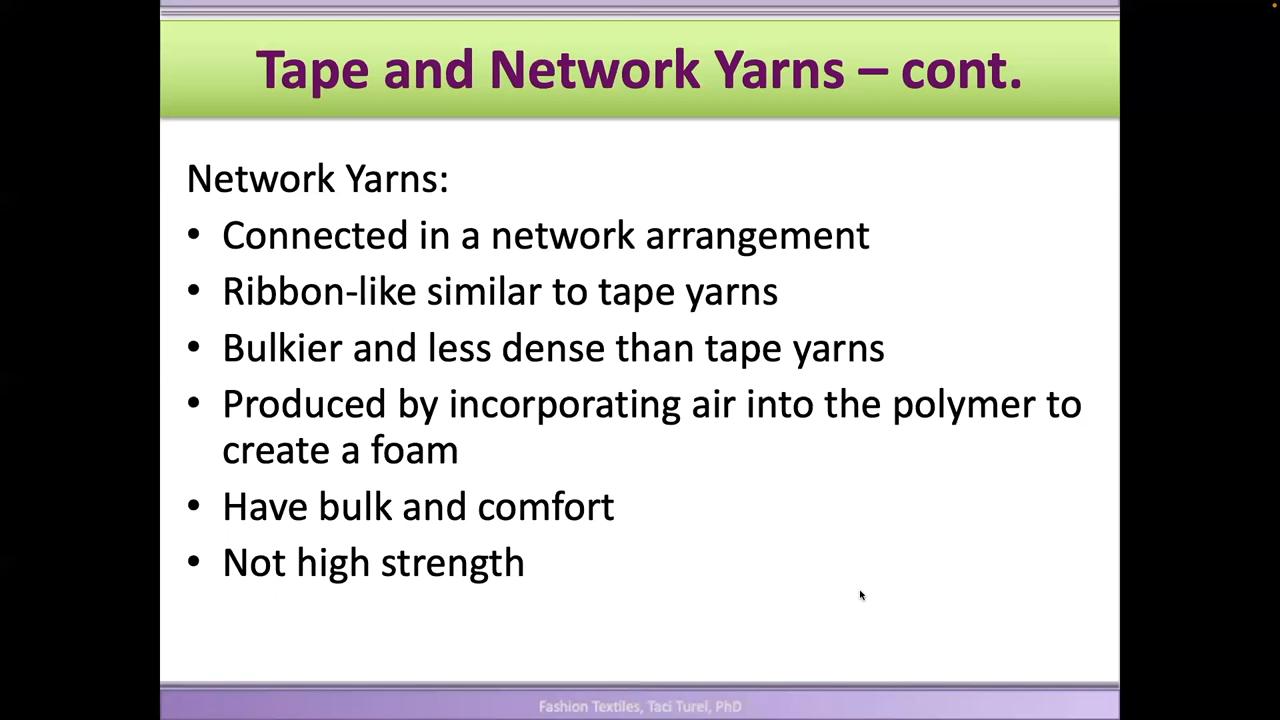 Tape and Network Yarns – cont.
Network Yarns:
• Connected in a network arrangement
• Ribbon-like similar to tape yarns
• Bulkier and less dense than tape yarns
• Produced by incorporating air into the polymer to
create a foam
• Have bulk and comfort
• Not high strength
Fashion Textiles, Taci Turel, PhD